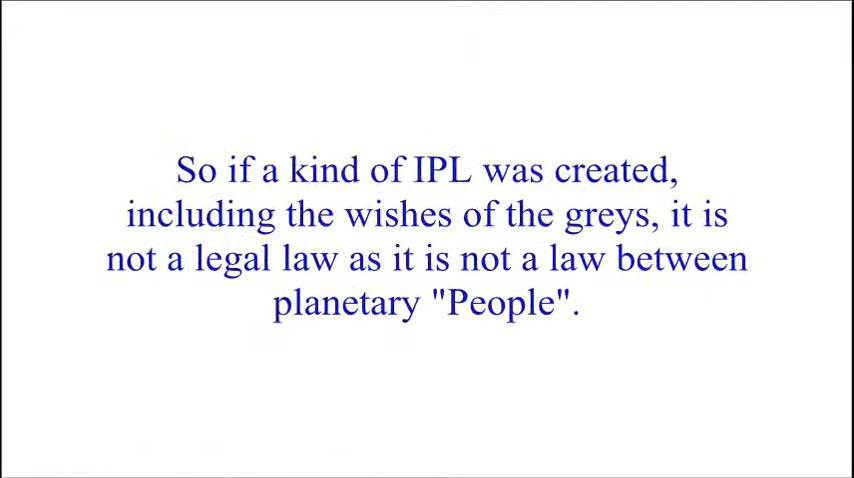 So if a kind of IPL was created,
including the wishes of the greys, it is
not a legal law as it is not a law between
planetary "People".